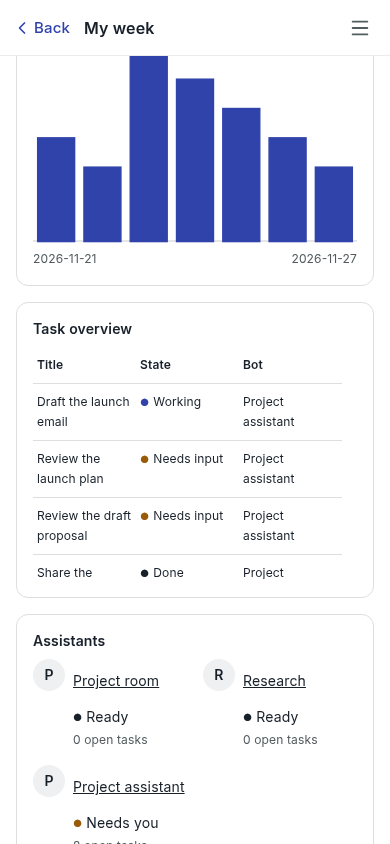 Back My week
2026-11-21 2026-11-27
Task overview
Title State Bot
Draft the launch email Working Project assistant
Review the launch plan Needs input Project assistant
Review the draft proposal Needs input Project assistant
Share the Done Project
Assistants
P Project room R Research
Ready Ready
0 open tasks 0 open tasks
P Project assistant
Needs you